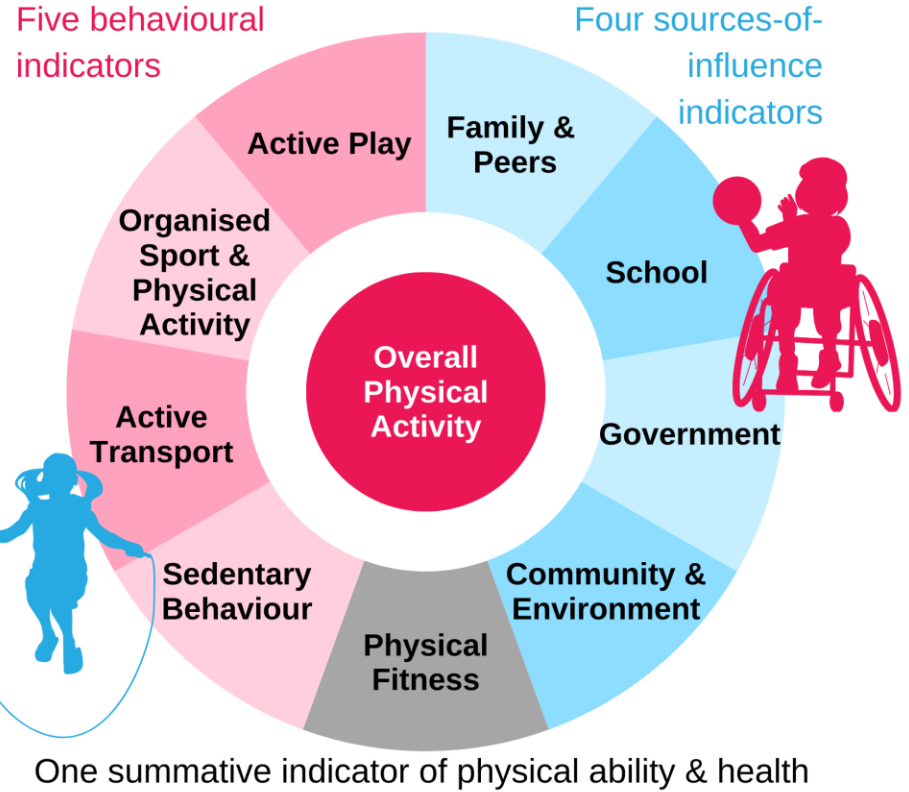 Five behavioural
indicators
Four sources-of-
influence
indicators
Active Play
Family &
Peers
Organised
Sport &
Physical
Activity
School
Overall
Physical
Activity
Active
Transport
Government
Sedentary
Behaviour
Community &
Environment
Physical
Fitness
One summative indicator of physical ability & health